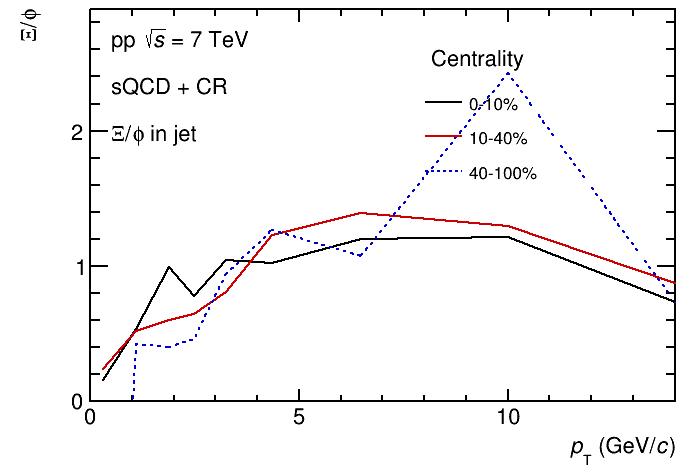 Ξ/ϕ
pp √s = 7 TeV
sQCD + CR
Ξ/ϕ in jet
Centrality
0-10%
10-40%
40-100%
2
1
0
0
5
10
p_T (GeV/c)